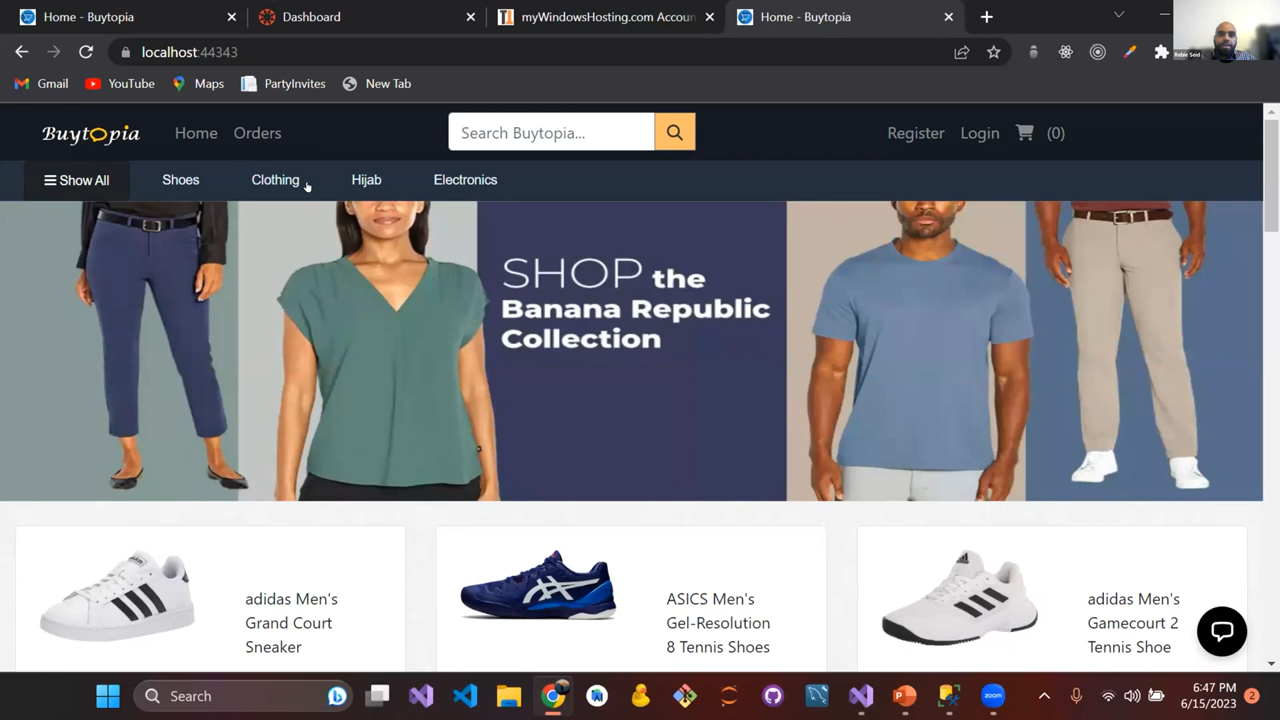 Home - Buytopia
Dashboard
myWindowsHosting.com Accoun
Home - Buytopia
localhost:44343
Gmail
YouTube
Maps
PartyInvites
New Tab
Robie Seid
Buytopia
Home
Orders
Search Buytopia...
Register
Login
(0)
Show All
Shoes
Clothing
Hijab
Electronics
SHOP the
Banana Republic
Collection
adidas Men's
Grand Court
Sneaker
ASICS Men's
Gel-Resolution
8 Tennis Shoes
adidas Men's
Gamecourt 2
Tennis Shoe
Search
6:47 PM
6/15/2023
2